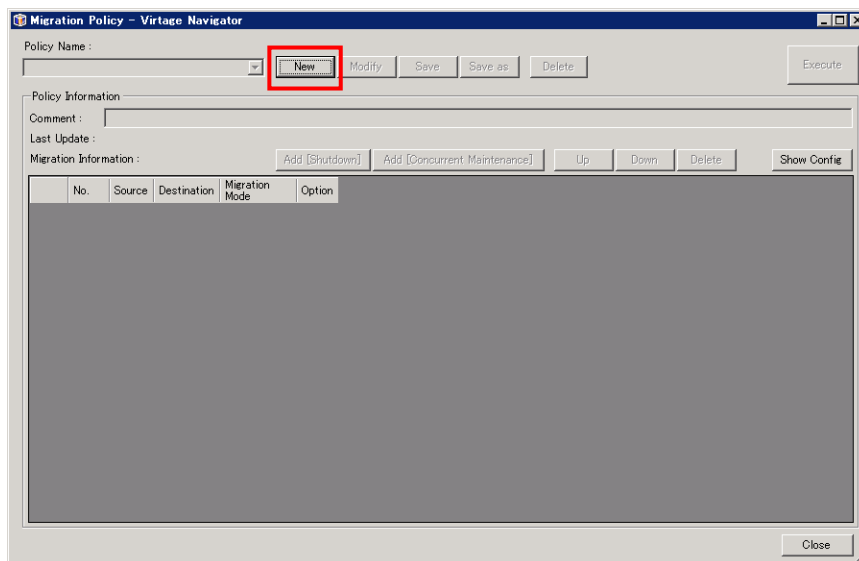 Migration Policy - Virtage Navigator
Policy Name :
New Modify Save Save as Delete Execute
Policy Information
Comment :
Last Update :
Migration Information : Add [Shutdown] Add [Concurrent Maintenance] Up Down Delete Show Config
No. Source Destination Migration Mode Option
Close